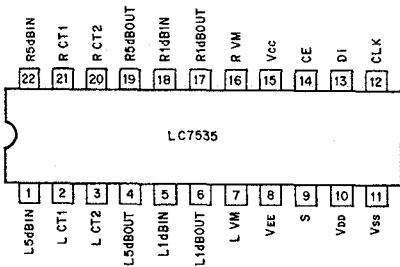 R5dBIN
R CT1
R CT2
R5dBOUT
R1dBIN
R1dBOUT
R VM
Vcc
CE
DI
CLK
22 21 20 19 18 17 16 15 14 13 12
LC7535
1 2 3 4 5 6 7 8 9 10 11
L5dBIN
L CT1
L CT2
L5dBOUT
L1dBIN
L1dBOUT
L VM
VEE
S
VDD
Vss